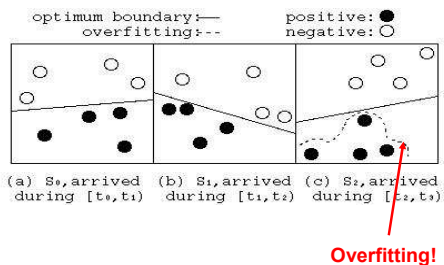 optimum boundary:— positive:●
overfitting:-- negative:○
(a) S₀,arrived (b) S₁,arrived (c) S₂,arrived
during [t₀,t₁) during [t₁,t₂) during [t₂,t₃)
Overfitting!